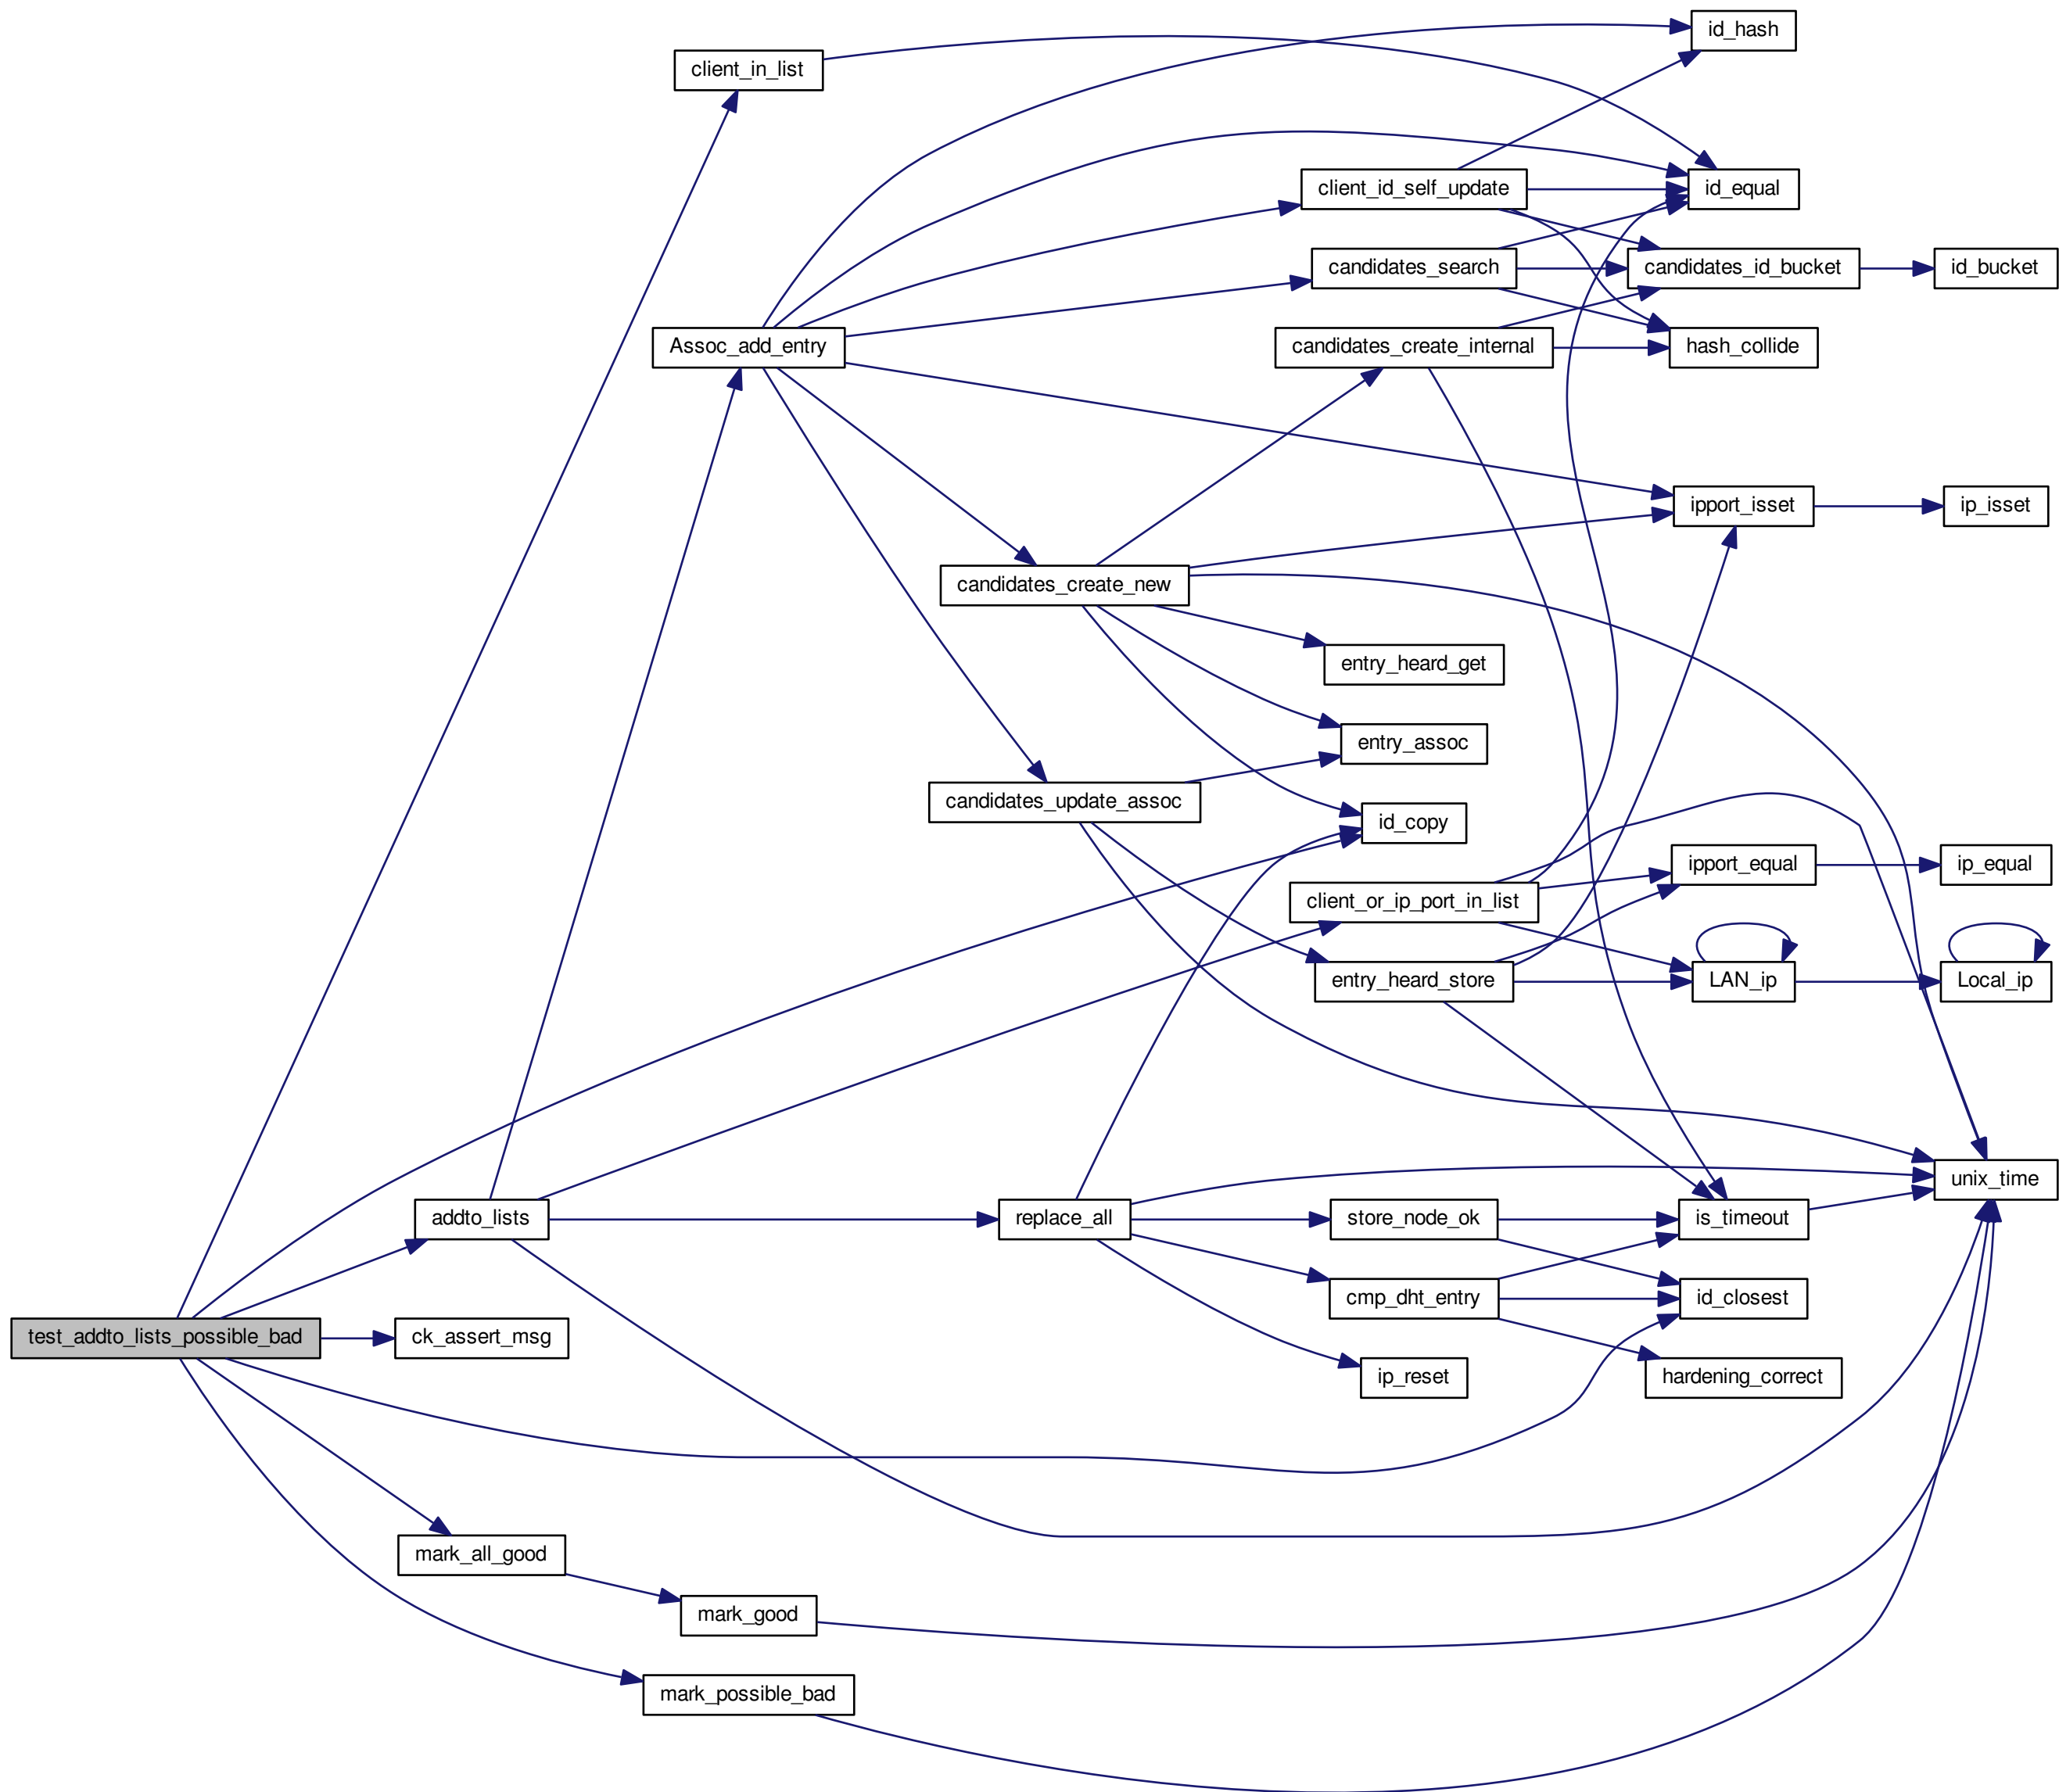 id_hash
client_in_list
client_id_self_update
id_equal
candidates_search
candidates_id_bucket
id_bucket
Assoc_add_entry
candidates_create_internal
hash_collide
ipport_isset
ip_isset
candidates_create_new
entry_heard_get
entry_assoc
candidates_update_assoc
id_copy
ipport_equal
ip_equal
client_or_ip_port_in_list
entry_heard_store
LAN_ip
Local_ip
unix_time
addto_lists
replace_all
store_node_ok
is_timeout
cmp_dht_entry
id_closest
test_addto_lists_possible_bad
ck_assert_msg
ip_reset
hardening_correct
mark_all_good
mark_good
mark_possible_bad